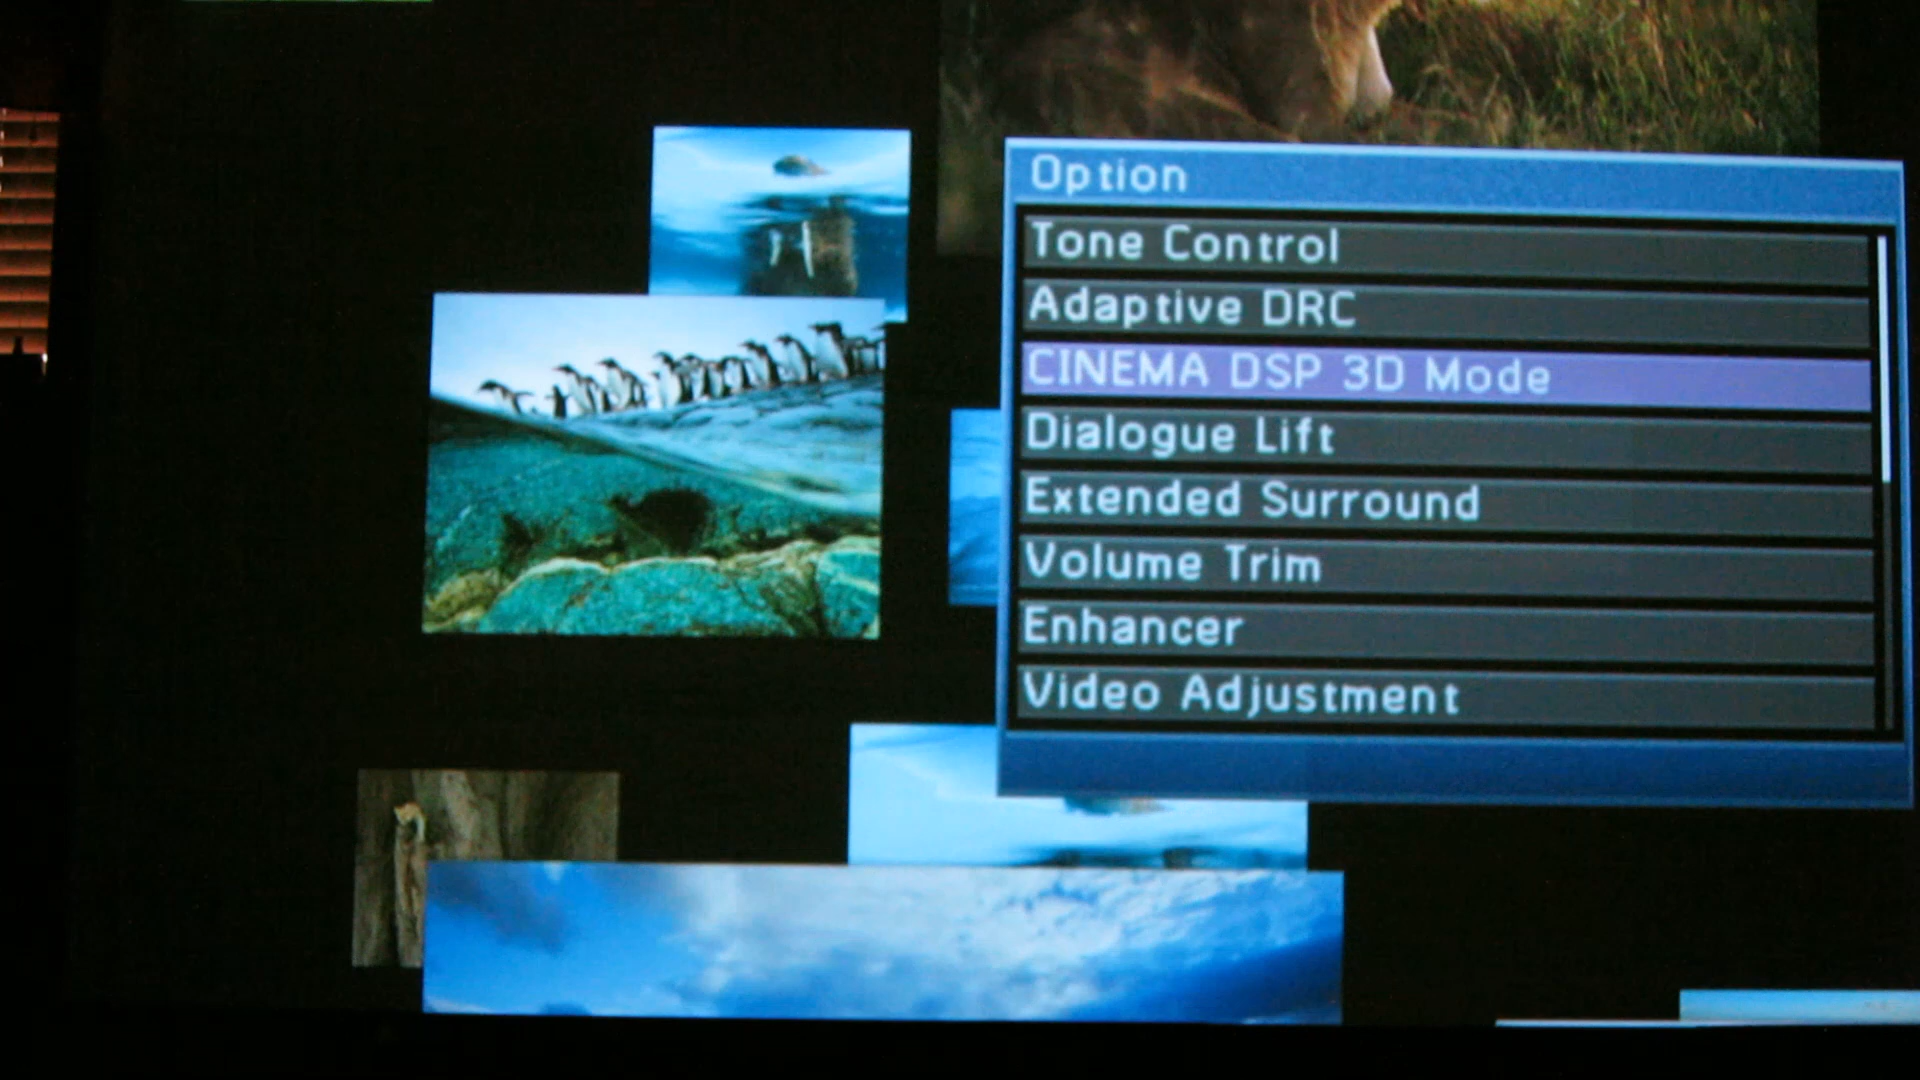 Option
Tone Control
Adaptive DRC
CINEMA DSP 3D Mode
Dialogue Lift
Extended Surround
Volume Trim
Enhancer
Video Adjustment